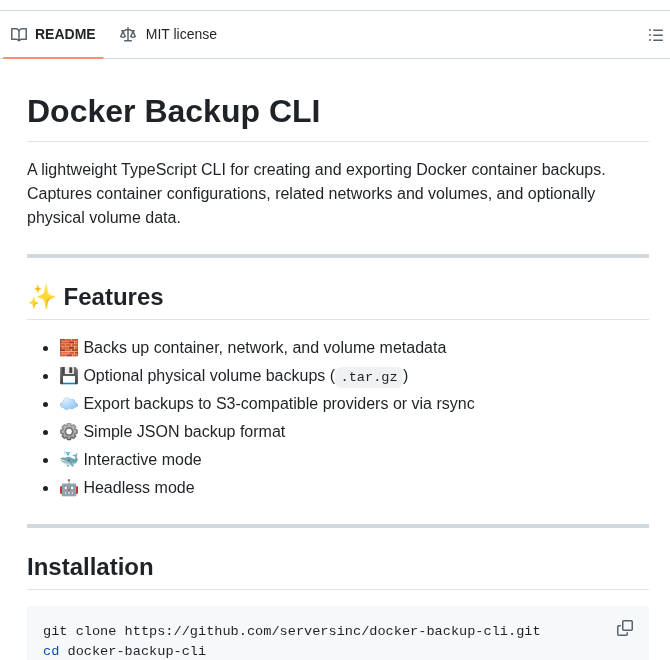 README
MIT license
Docker Backup CLI
A lightweight TypeScript CLI for creating and exporting Docker container backups.
Captures container configurations, related networks and volumes, and optionally
physical volume data.
✨ Features
🧱 Backs up container, network, and volume metadata
💾 Optional physical volume backups ( .tar.gz )
☁️ Export backups to S3-compatible providers or via rsync
⚙️ Simple JSON backup format
🐳 Interactive mode
🤖 Headless mode
Installation
git clone https://github.com/serversinc/docker-backup-cli.git
cd docker-backup-cli